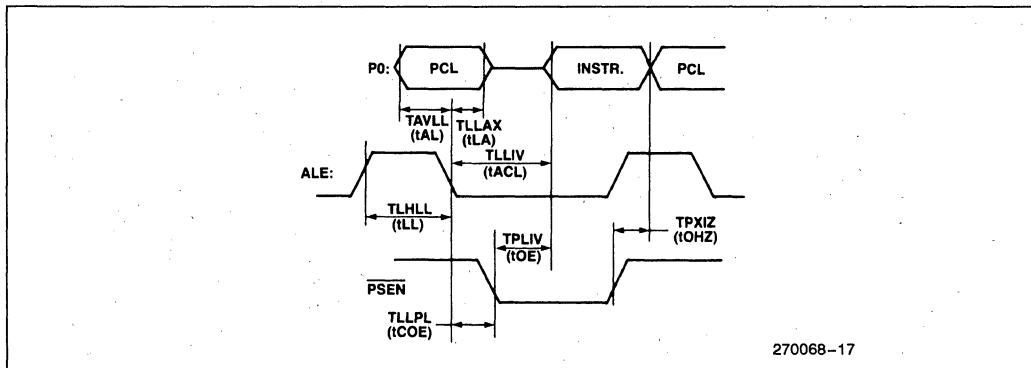 P0: PCL INSTR. PCL
TAVLL
(tAL)
TLLAX
(tLA)
TLLIV
(tACL)
ALE:
TLHLL
(tLL)
TPXIZ
(tOHZ)
TPLIV
(tOE)
PSEN
TLLPL
(tCOE)
270068–17